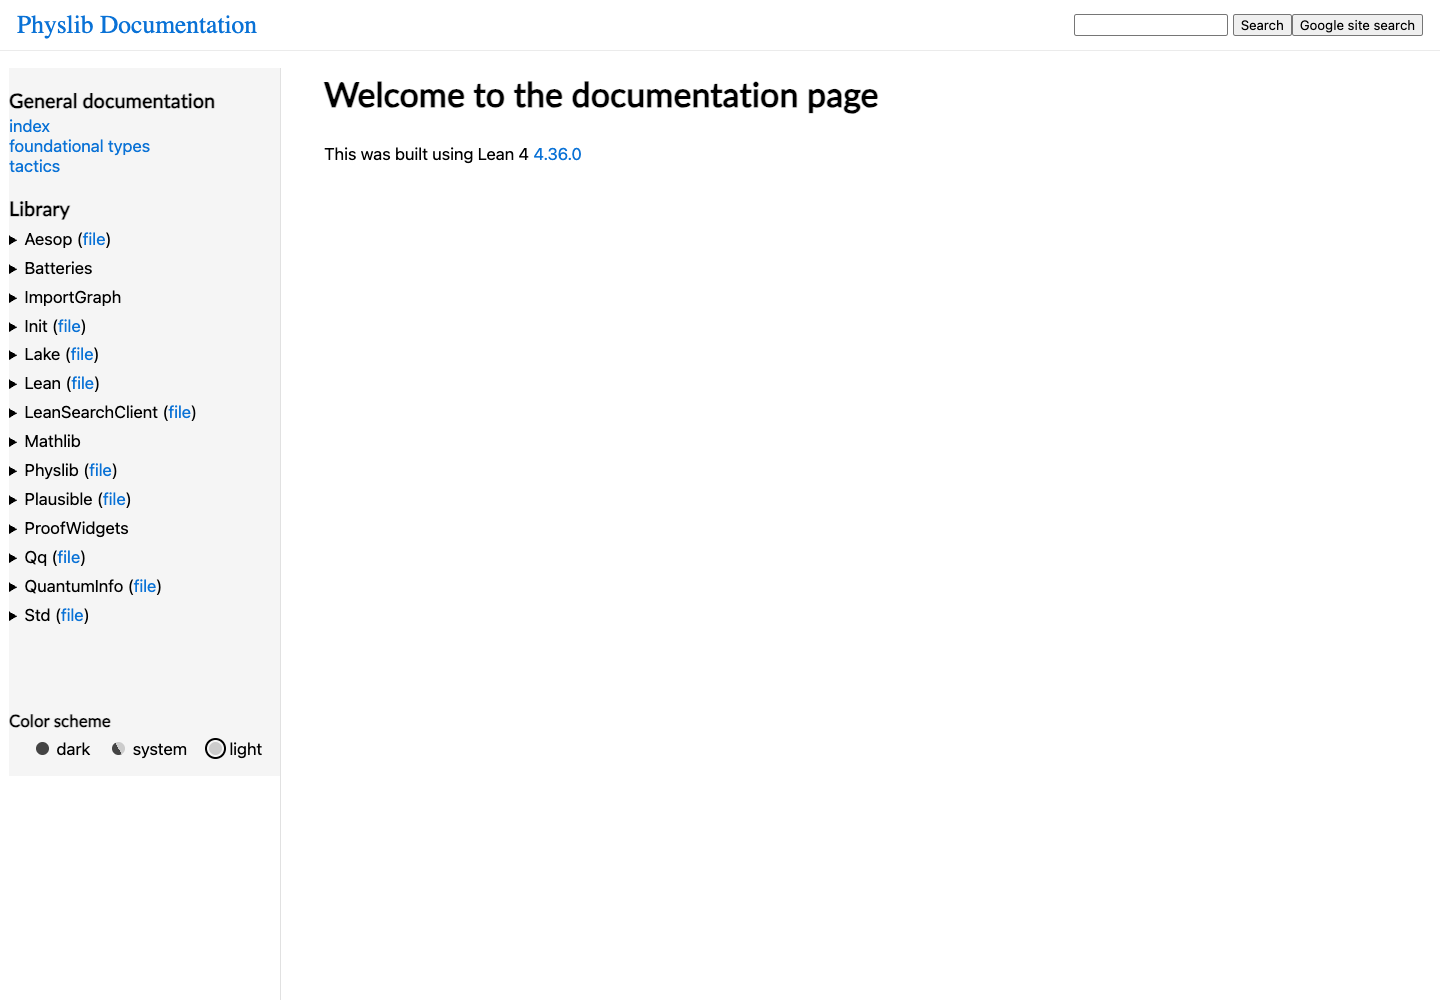 Physlib Documentation
Search
Google site search
General documentation
index
foundational types
tactics
Library
Aesop (file)
Batteries
ImportGraph
Init (file)
Lake (file)
Lean (file)
LeanSearchClient (file)
Mathlib
Physlib (file)
Plausible (file)
ProofWidgets
Qq (file)
QuantumInfo (file)
Std (file)
Color scheme
dark system light
Welcome to the documentation page
This was built using Lean 4 4.36.0